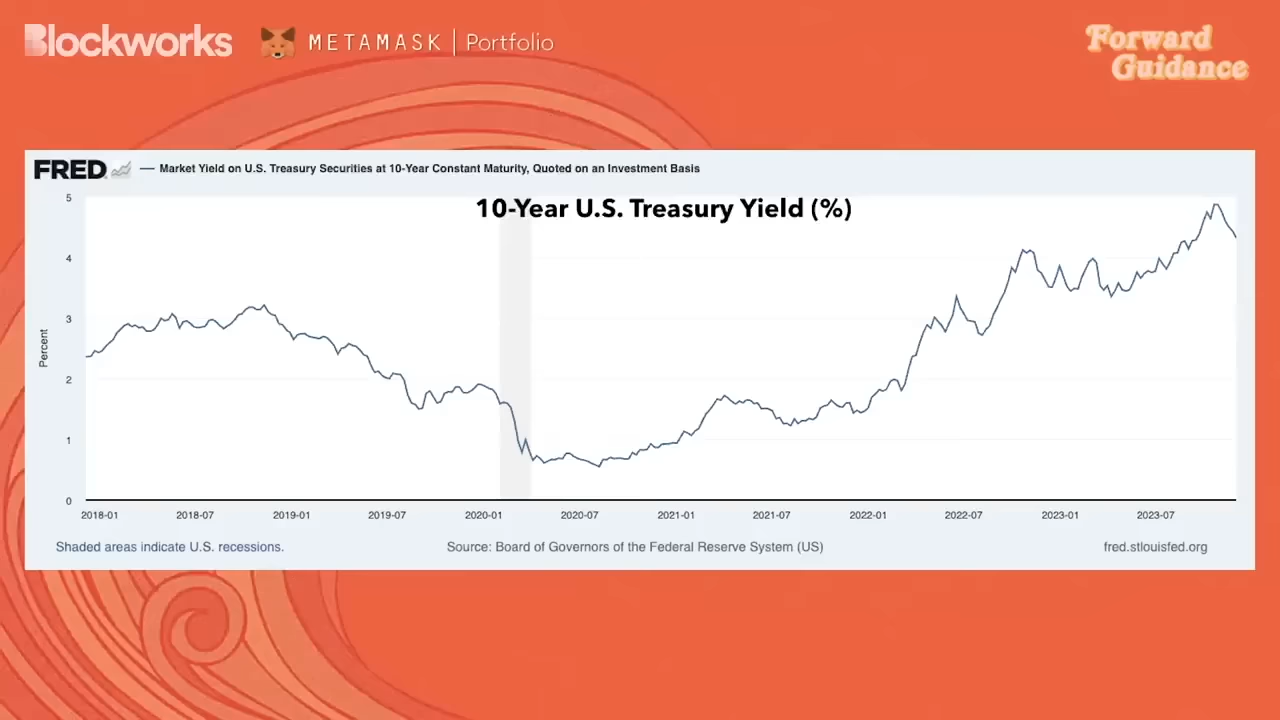 Blockworks
METAMASK | Portfolio
Forward
Guidance
FRED
Market Yield on U.S. Treasury Securities at 10-Year Constant Maturity, Quoted on an Investment Basis
10-Year U.S. Treasury Yield (%)
Percent
5
4
3
2
1
0
2018-01 2018-07 2019-01 2019-07 2020-01 2020-07 2021-01 2021-07 2022-01 2022-07 2023-01 2023-07
Shaded areas indicate U.S. recessions.
Source: Board of Governors of the Federal Reserve System (US)
fred.stlouisfed.org